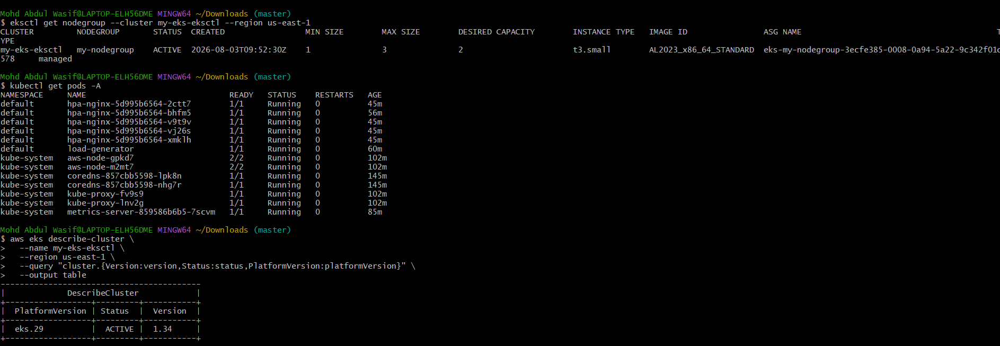 Mohd Abdul Wasif@LAPTOP-ELH56DME MINGW64 ~/Downloads (master)
$ eksctl get nodegroup --cluster my-eks-eksctl --region us-east-1
CLUSTER         NODEGROUP       STATUS  CREATED                 MIN SIZE        MAX SIZE        DESIRED CAPACITY        INSTANCE TYPE   IMAGE ID                ASG NAME                                         T
YPE
my-eks-eksctl   my-nodegroup    ACTIVE  2026-08-03T09:52:30Z    1               3               2                       t3.small        AL2023_x86_64_STANDARD  eks-my-nodegroup-3ecfe385-0008-0a94-5a22-9c342f01c
578     managed
Mohd Abdul Wasif@LAPTOP-ELH56DME MINGW64 ~/Downloads (master)
$ kubectl get pods -A
NAMESPACE     NAME                              READY   STATUS    RESTARTS   AGE
default       hpa-nginx-5d995b6564-2ctt7        1/1     Running   0          45m
default       hpa-nginx-5d995b6564-bhfm5        1/1     Running   0          56m
default       hpa-nginx-5d995b6564-v9t9v        1/1     Running   0          45m
default       hpa-nginx-5d995b6564-vj26s        1/1     Running   0          45m
default       hpa-nginx-5d995b6564-xmklh        1/1     Running   0          45m
default       load-generator                    1/1     Running   0          60m
kube-system   aws-node-gpkd7                    2/2     Running   0          102m
kube-system   aws-node-m2mt7                    2/2     Running   0          102m
kube-system   coredns-857cbb5598-lpk8n          1/1     Running   0          145m
kube-system   coredns-857cbb5598-nhg7r          1/1     Running   0          145m
kube-system   kube-proxy-fv9s9                  1/1     Running   0          102m
kube-system   kube-proxy-lnv2g                  1/1     Running   0          102m
kube-system   metrics-server-859586b6b5-7scvm   1/1     Running   0          85m
Mohd Abdul Wasif@LAPTOP-ELH56DME MINGW64 ~/Downloads (master)
$ aws eks describe-cluster \
>   --name my-eks-eksctl \
>   --region us-east-1 \
>   --query "cluster.{Version:version,Status:status,PlatformVersion:platformVersion}" \
>   --output table
-----------------------------------------
|             DescribeCluster            |
+------------------+---------+-----------+
|  PlatformVersion | Status  |  Version  |
+------------------+---------+-----------+
|  eks.29          |  ACTIVE |  1.34     |
+------------------+---------+-----------+